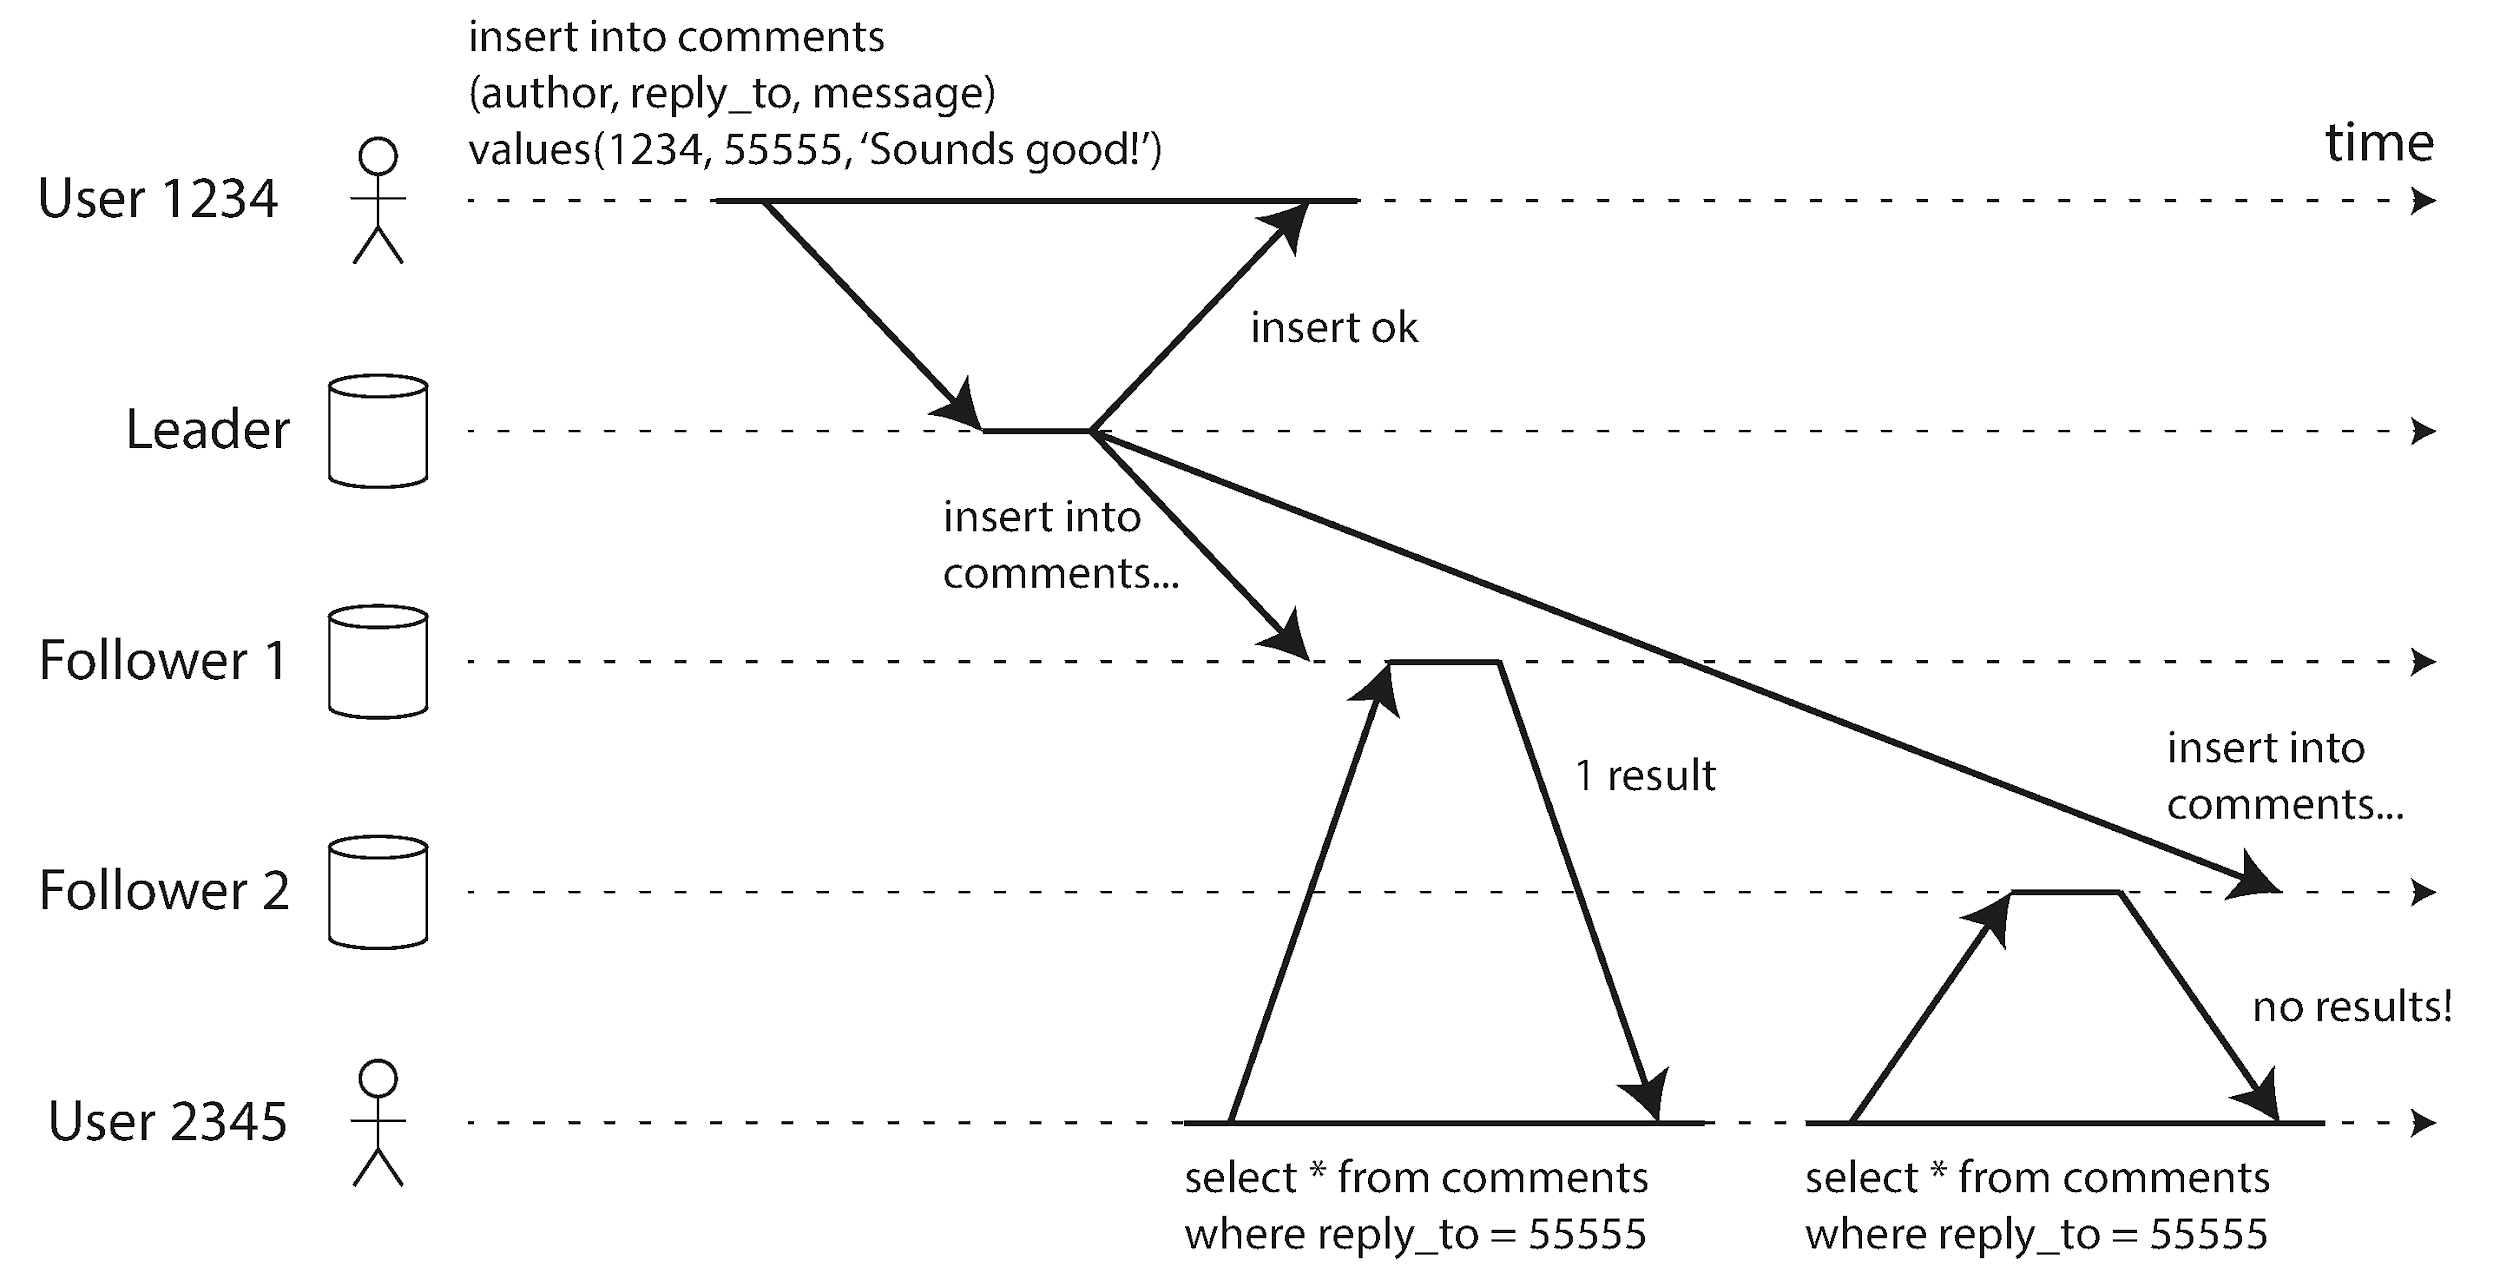 insert into comments
(author, reply_to, message)
values(1234, 55555, ‘Sounds good!’)
time
User 1234
insert ok
Leader
insert into
comments...
Follower 1
insert into
comments...
1 result
Follower 2
no results!
User 2345
select * from comments
where reply_to = 55555
select * from comments
where reply_to = 55555